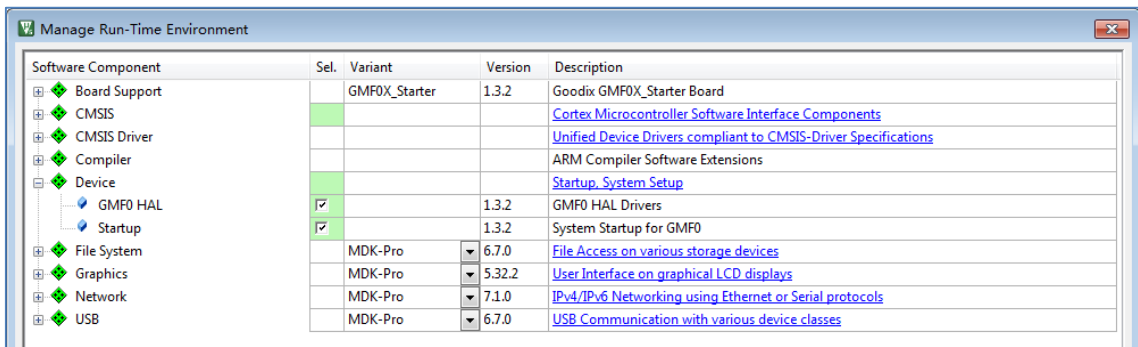 Manage Run-Time Environment
Software Component Sel. Variant Version Description
Board Support GMF0X_Starter 1.3.2 Goodix GMF0X_Starter Board
CMSIS Cortex Microcontroller Software Interface Components
CMSIS Driver Unified Device Drivers compliant to CMSIS-Driver Specifications
Compiler ARM Compiler Software Extensions
Device Startup, System Setup
GMF0 HAL 1.3.2 GMF0 HAL Drivers
Startup 1.3.2 System Startup for GMF0
File System MDK-Pro 6.7.0 File Access on various storage devices
Graphics MDK-Pro 5.32.2 User Interface on graphical LCD displays
Network MDK-Pro 7.1.0 IPv4/IPv6 Networking using Ethernet or Serial protocols
USB MDK-Pro 6.7.0 USB Communication with various device classes